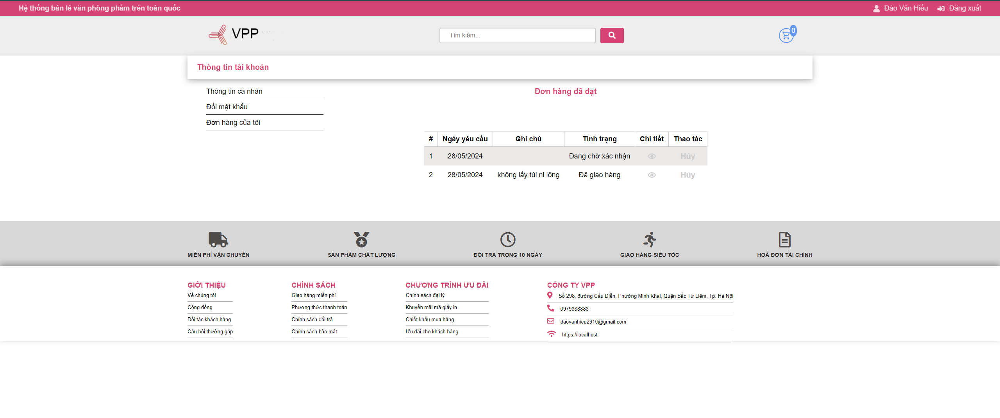 Hệ thống bán lẻ văn phòng phẩm trên toàn quốc
Đào Văn Hiếu Đăng xuất
VPP
Tìm kiếm...
0
Thông tin tài khoản
Thông tin cá nhân
Đổi mật khẩu
Đơn hàng của tôi
Đơn hàng đã đặt
# Ngày yêu cầu Ghi chú Tình trạng Chi tiết Thao tác
1 28/05/2024 Đang chờ xác nhận Hủy
2 28/05/2024 không lấy túi ni lông Đã giao hàng Hủy
MIỄN PHÍ VẬN CHUYỂN
SẢN PHẨM CHẤT LƯỢNG
ĐỔI TRẢ TRONG 10 NGÀY
GIAO HÀNG SIÊU TỐC
HOÁ ĐƠN TÀI CHÍNH
GIỚI THIỆU
Về chúng tôi
Cộng đồng
Đối tác khách hàng
Câu hỏi thường gặp
CHÍNH SÁCH
Giao hàng miễn phí
Phương thức thanh toán
Chính sách đổi trả
Chính sách bảo mật
CHƯƠNG TRÌNH ƯU ĐÃI
Chính sách đại lý
Khuyễn mãi mã giấy in
Chiết khấu mua hàng
Ưu đãi cho khách hàng
CÔNG TY VPP
Số 298, đường Cầu Diễn, Phường Minh Khai, Quận Bắc Từ Liêm, Tp. Hà Nội
0979888888
daovanhieu2910@gmail.com
https://localhost